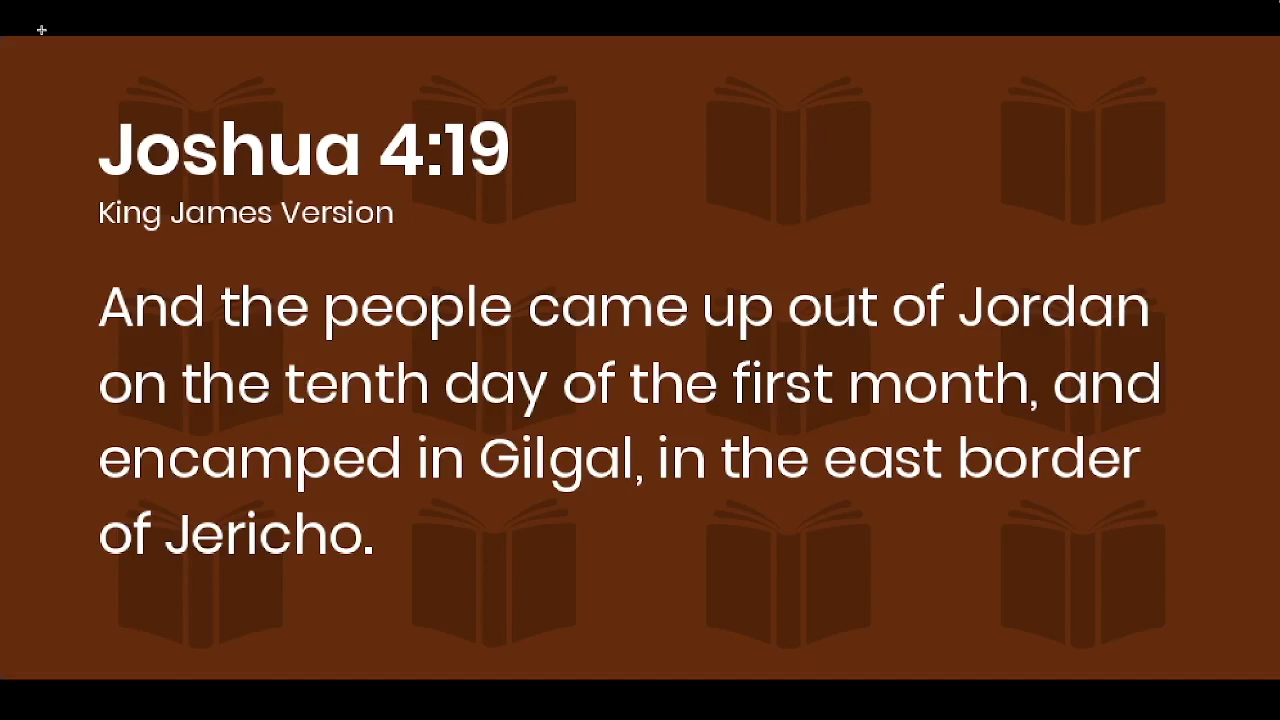 Joshua 4:19
King James Version
And the people came up out of Jordan
on the tenth day of the first month, and
encamped in Gilgal, in the east border
of Jericho.